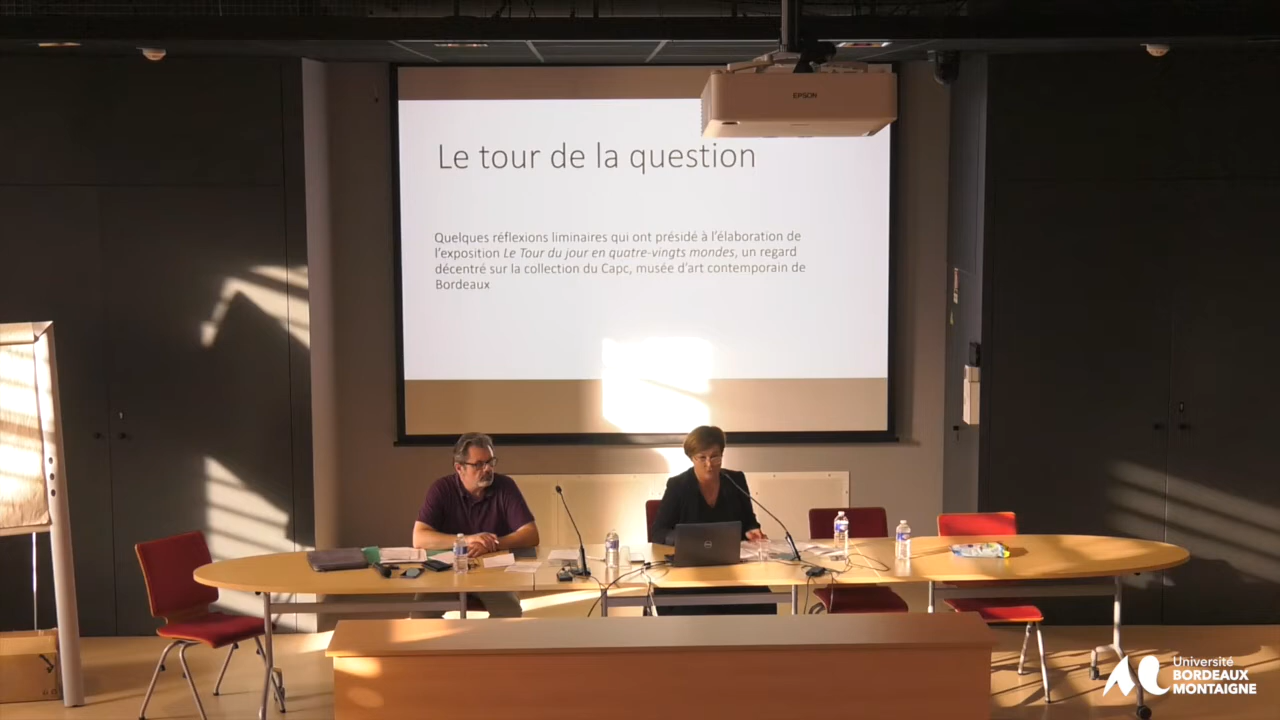 EPSON
Le tour de la question
Quelques réflexions liminaires qui ont présidé à l'élaboration de
l'exposition Le Tour du jour en quatre-vingts mondes, un regard
décentré sur la collection du Capc, musée d'art contemporain de
Bordeaux
DELL
Université
BORDEAUX
MONTAIGNE